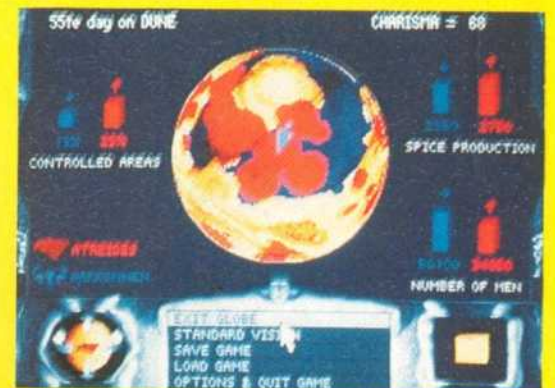 55te day on DUNE
CHARISMA = 68
CONTROLLED AREAS
SPICE PRODUCTION
ATREIDES
HARKONNEN
NUMBER OF MEN
EXIT GLOBE
STANDARD VISION
SAVE GAME
LOAD GAME
OPTIONS & QUIT GAME